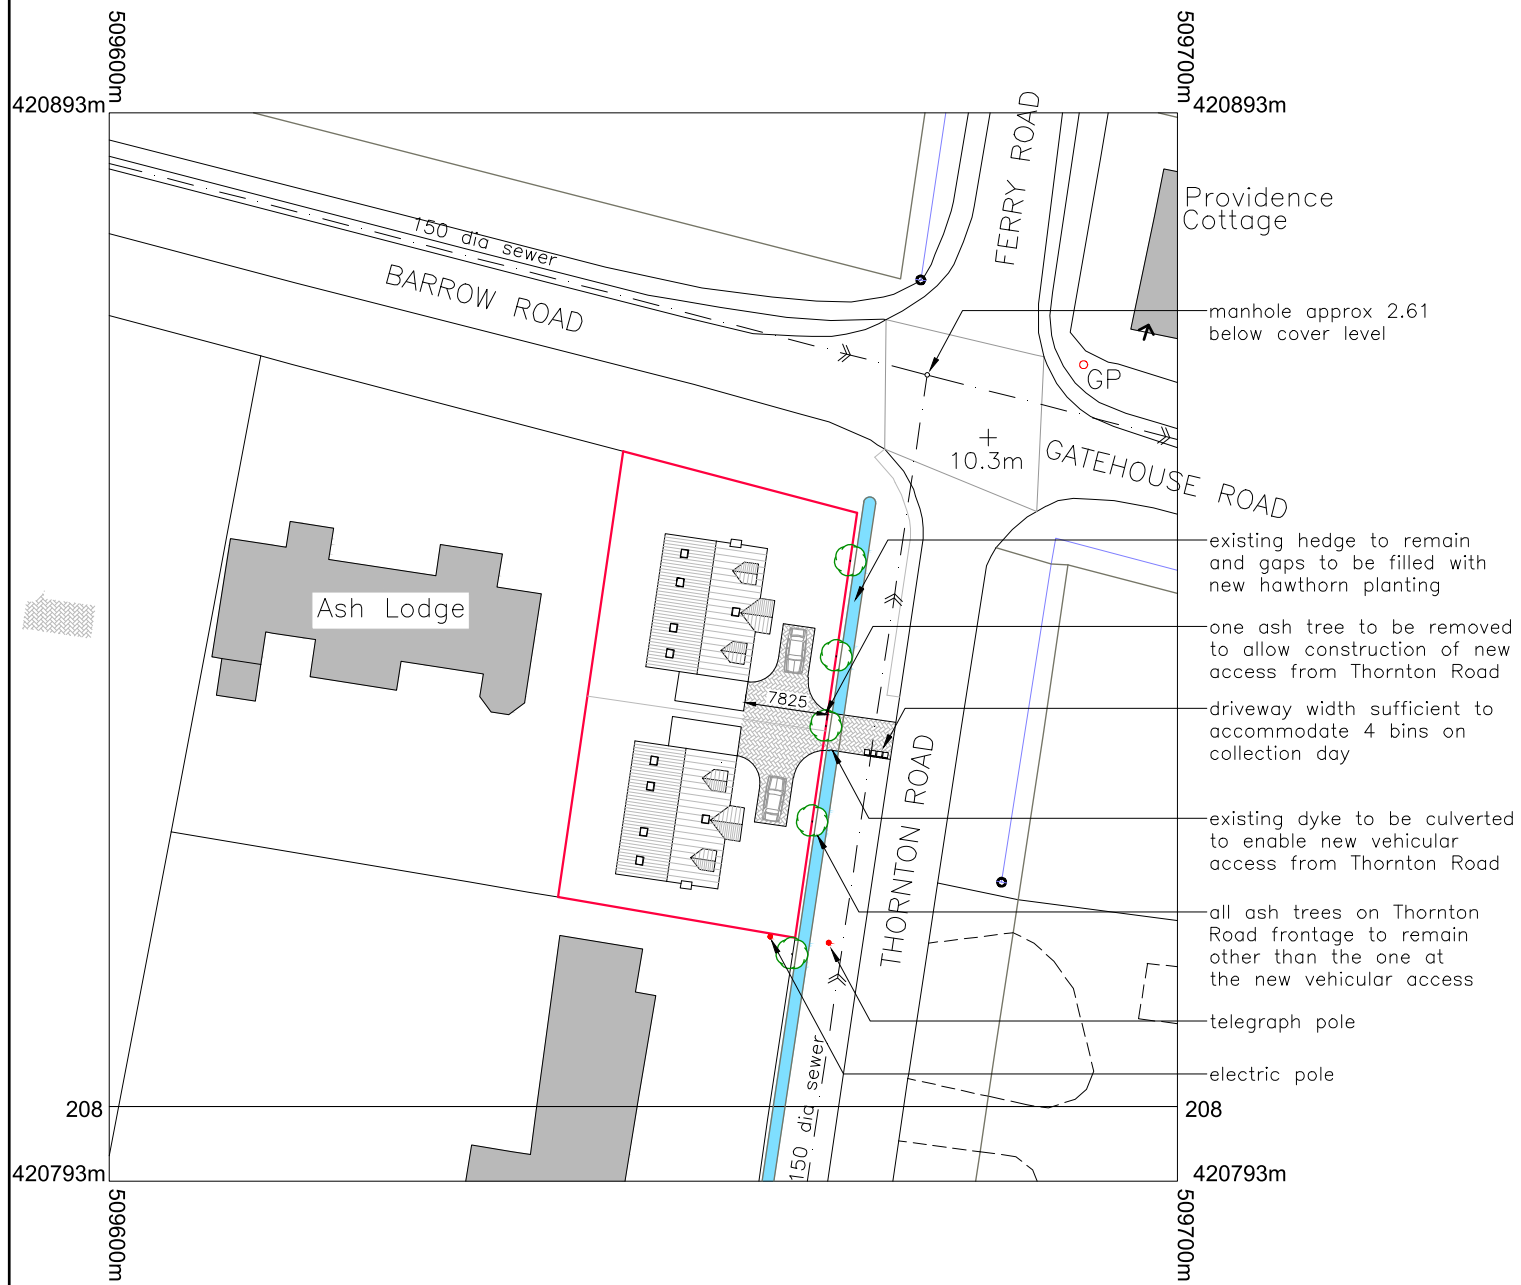 509600m
509700m
420893m
420893m
FERRY ROAD
Providence
Cottage
150 dia sewer
BARROW ROAD
manhole approx 2.61
below cover level
GP
10.3m
GATEHOUSE ROAD
existing hedge to remain
and gaps to be filled with
new hawthorn planting
Ash Lodge
one ash tree to be removed
to allow construction of new
access from Thornton Road
7825
driveway width sufficient to
accommodate 4 bins on
collection day
THORNTON ROAD
existing dyke to be culverted
to enable new vehicular
access from Thornton Road
all ash trees on Thornton
Road frontage to remain
other than the one at
the new vehicular access
telegraph pole
electric pole
150 dia sewer
208
208
420793m
420793m
509600m
509700m